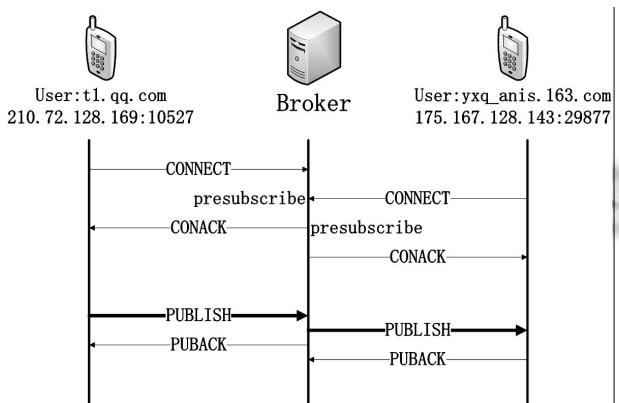 User:t1.qq.com
210.72.128.169:10527
Broker
User:yxq_anis.163.com
175.167.128.143:29877
CONNECT
presubscribe
CONNECT
CONACK
presubscribe
CONACK
PUBLISH
PUBLISH
PUBACK
PUBACK